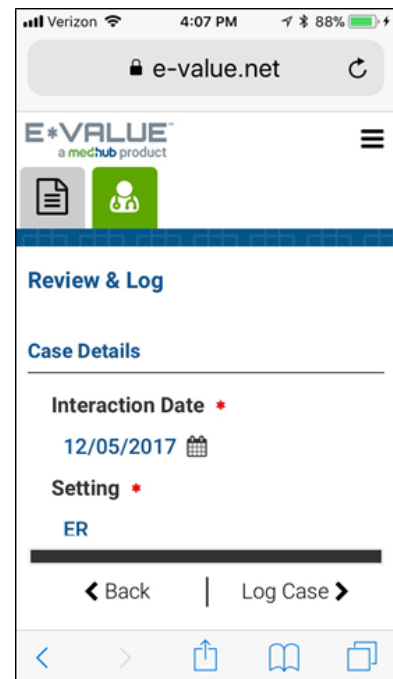 Verizon 4:07 PM 88%
e-value.net
E*VALUE™
a medhub product
Review & Log
Case Details
Interaction Date *
12/05/2017
Setting *
ER
Back | Log Case